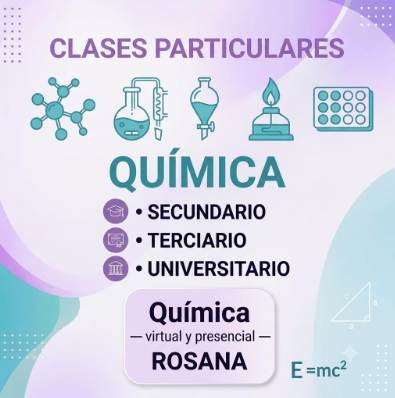 CLASES PARTICULARES
QUÍMICA
• SECUNDARIO
• TERCIARIO
• UNIVERSITARIO
Química
— virtual y presencial —
ROSANA
E=mc²